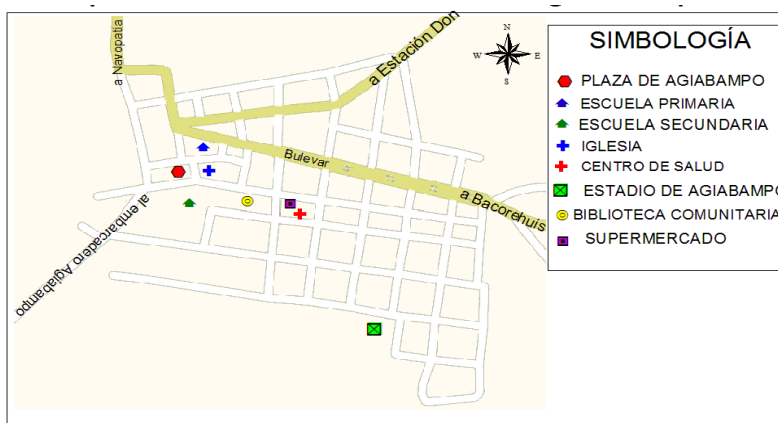 a Navopatia
a Estación Don
N
W
E
S
Bulevar
a Bacorehuis
al embarcadero Agiabampo
SIMBOLOGÍA
PLAZA DE AGIABAMPO
ESCUELA PRIMARIA
ESCUELA SECUNDARIA
IGLESIA
CENTRO DE SALUD
ESTADIO DE AGIABAMPO
BIBLIOTECA COMUNITARIA
SUPERMERCADO